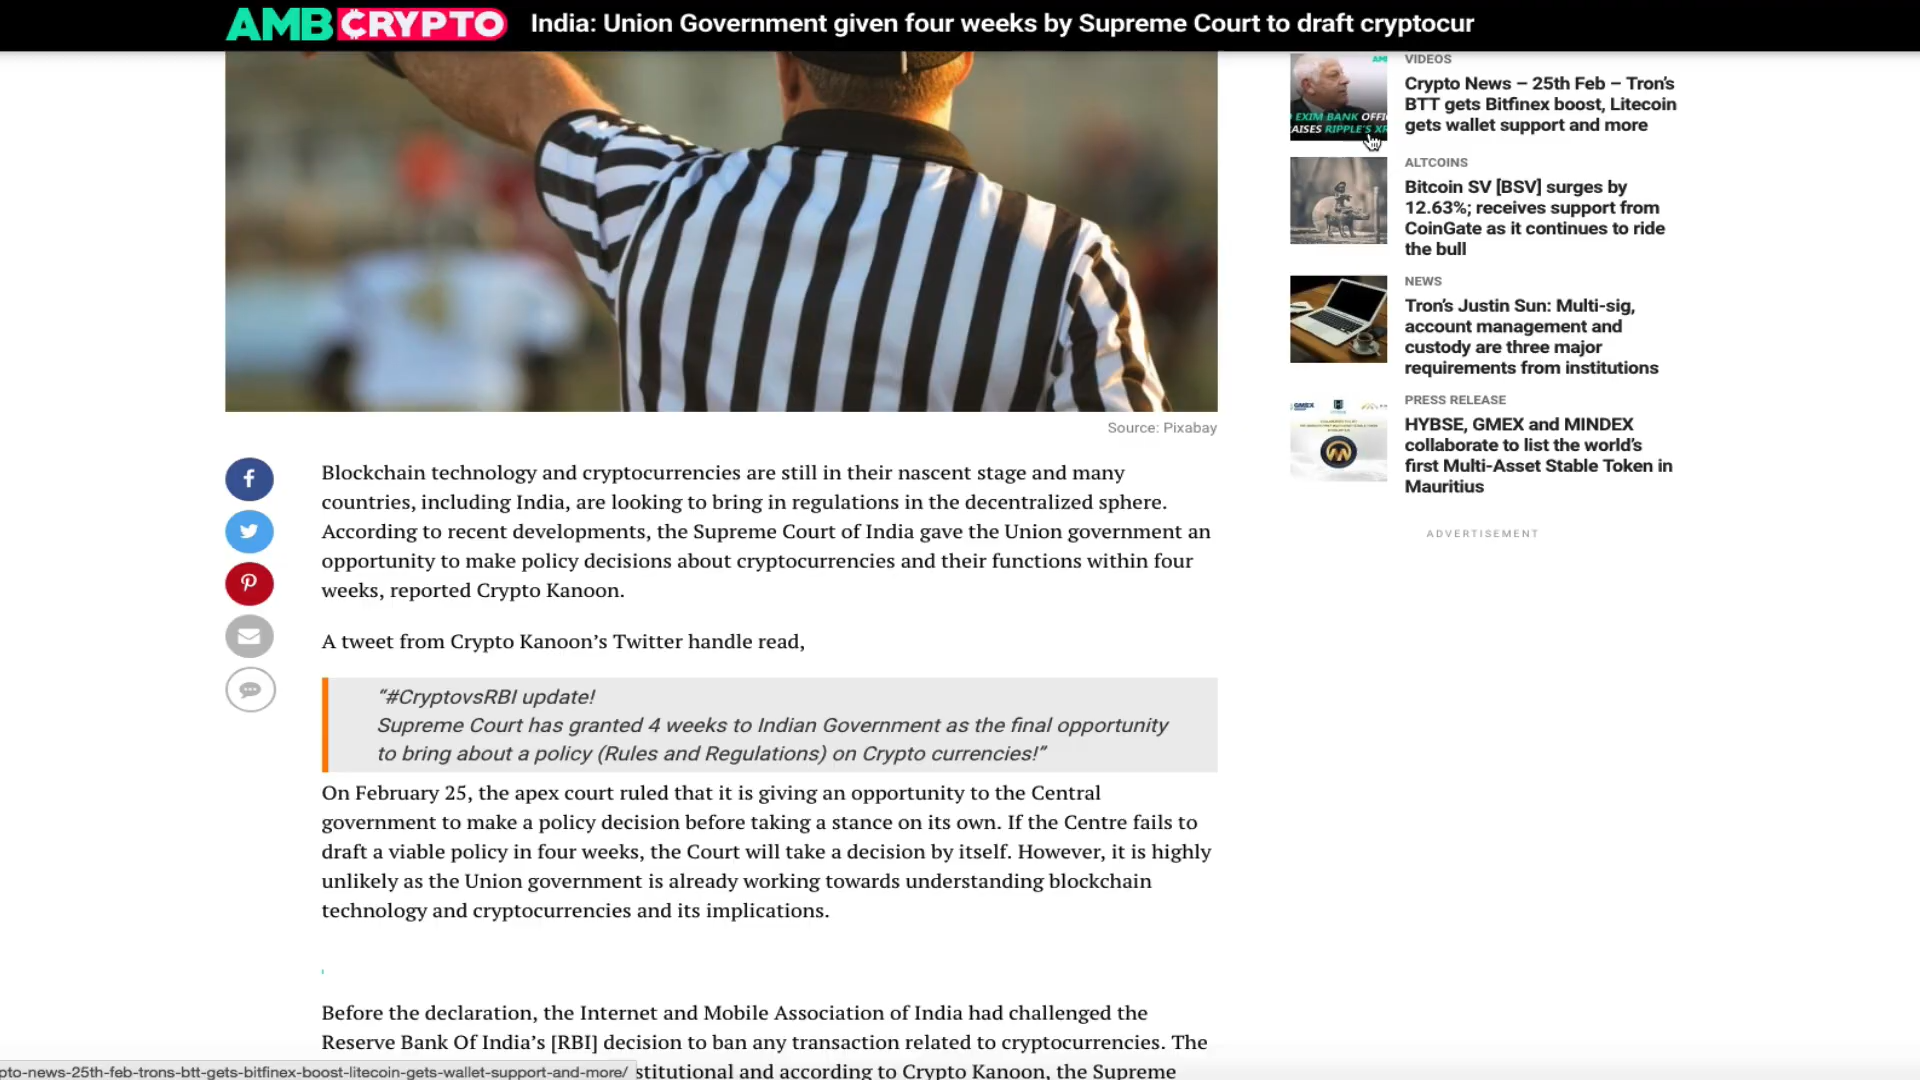 AMBCRYPTO India: Union Government given four weeks by Supreme Court to draft cryptocur
Source: Pixabay
Blockchain technology and cryptocurrencies are still in their nascent stage and many
countries, including India, are looking to bring in regulations in the decentralized sphere.
According to recent developments, the Supreme Court of India gave the Union government an
opportunity to make policy decisions about cryptocurrencies and their functions within four
weeks, reported Crypto Kanoon.
A tweet from Crypto Kanoon’s Twitter handle read,
“#CryptovsRBI update!
Supreme Court has granted 4 weeks to Indian Government as the final opportunity
to bring about a policy (Rules and Regulations) on Crypto currencies!”
On February 25, the apex court ruled that it is giving an opportunity to the Central
government to make a policy decision before taking a stance on its own. If the Centre fails to
draft a viable policy in four weeks, the Court will take a decision by itself. However, it is highly
unlikely as the Union government is already working towards understanding blockchain
technology and cryptocurrencies and its implications.
Before the declaration, the Internet and Mobile Association of India had challenged the
Reserve Bank Of India’s [RBI] decision to ban any transaction related to cryptocurrencies. The
stitutional and according to Crypto Kanoon, the Supreme
pto-news-25th-feb-trons-btt-gets-bitfinex-boost-litecoin-gets-wallet-support-and-more/
EXIM BANK OFFI
AISES RIPPLE'S XR
VIDEOS
Crypto News – 25th Feb – Tron’s
BTT gets Bitfinex boost, Litecoin
gets wallet support and more
ALTCOINS
Bitcoin SV [BSV] surges by
12.63%; receives support from
CoinGate as it continues to ride
the bull
NEWS
Tron’s Justin Sun: Multi-sig,
account management and
custody are three major
requirements from institutions
GMEX
PRESS RELEASE
HYBSE, GMEX and MINDEX
collaborate to list the world’s
first Multi-Asset Stable Token in
Mauritius
ADVERTISEMENT